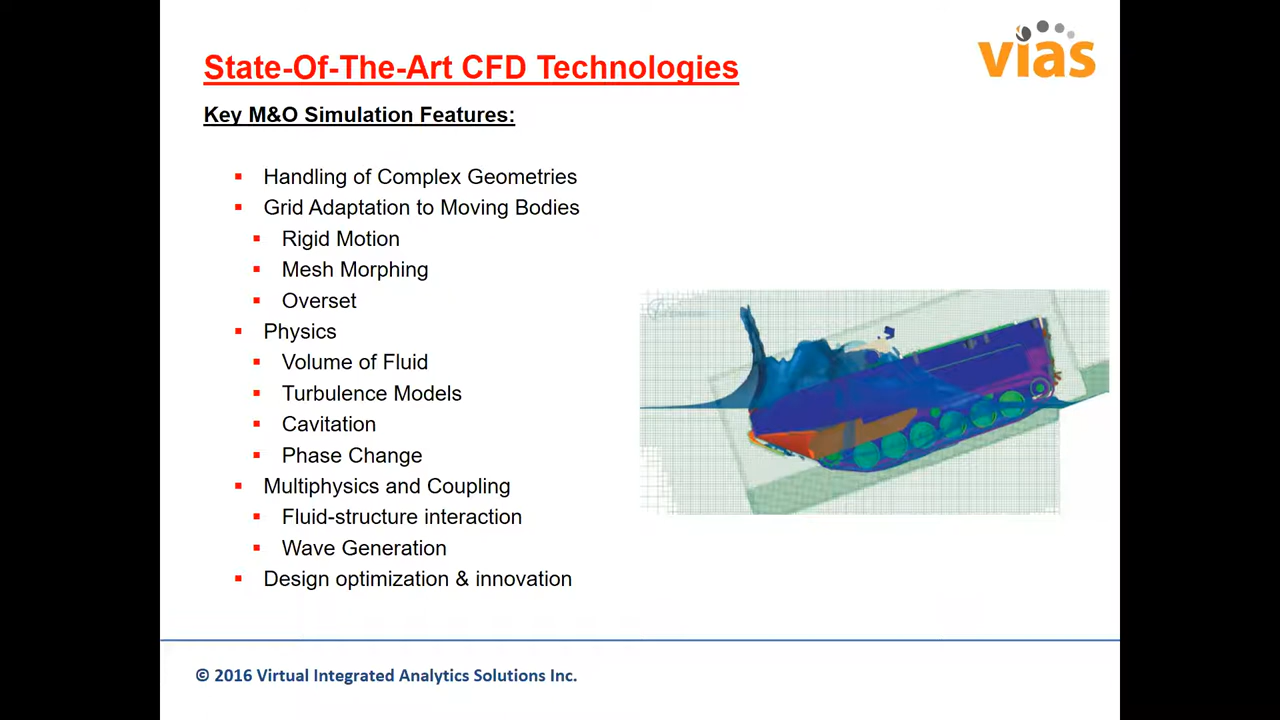 State-Of-The-Art CFD Technologies
vias
Key M&O Simulation Features:
Handling of Complex Geometries
Grid Adaptation to Moving Bodies
Rigid Motion
Mesh Morphing
Overset
Physics
Volume of Fluid
Turbulence Models
Cavitation
Phase Change
Multiphysics and Coupling
Fluid-structure interaction
Wave Generation
Design optimization & innovation
© 2016 Virtual Integrated Analytics Solutions Inc.